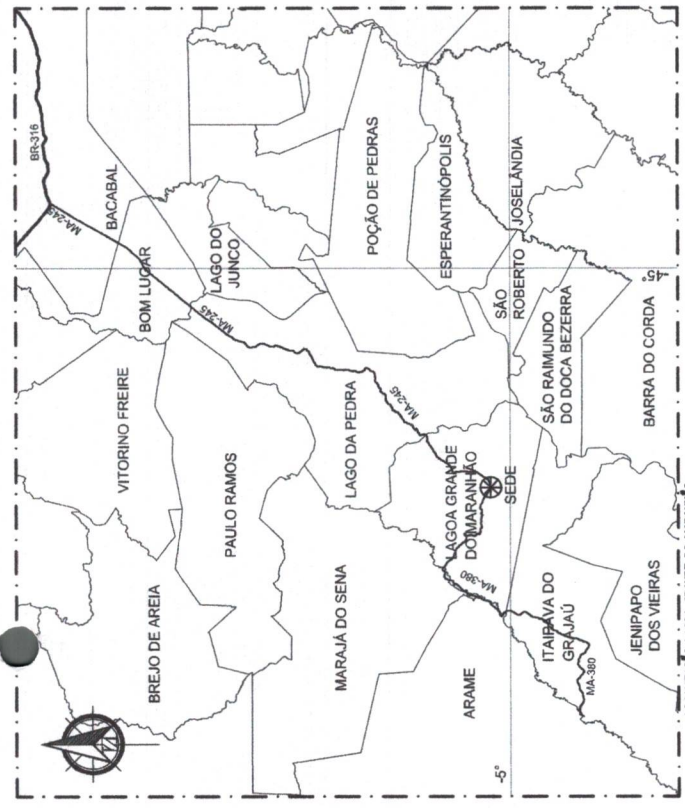 BR-316
MA-245
N
BACABAL
VITORINO FREIRE
BOM LUGAR
BREJO DE AREIA
LAGO DO
JUNCO
MA-245
PAULO RAMOS
MARAJÁ DO SENA
LAGO DA PEDRA
POÇÃO DE PEDRAS
MA-245
ESPERANTINÓPOLIS
LAGOA GRANDE
DO MARANHÃO
SEDE
ARAME
MA-380
-5°
SÃO
ROBERTO
JOSELÂNDIA
ITAIPAVA DO
GRAJAÚ
SÃO RAIMUNDO
DO DOCA BEZERRA
MA-380
JENIPAPO
DOS VIEIRAS
BARRA DO CORDA
-45°